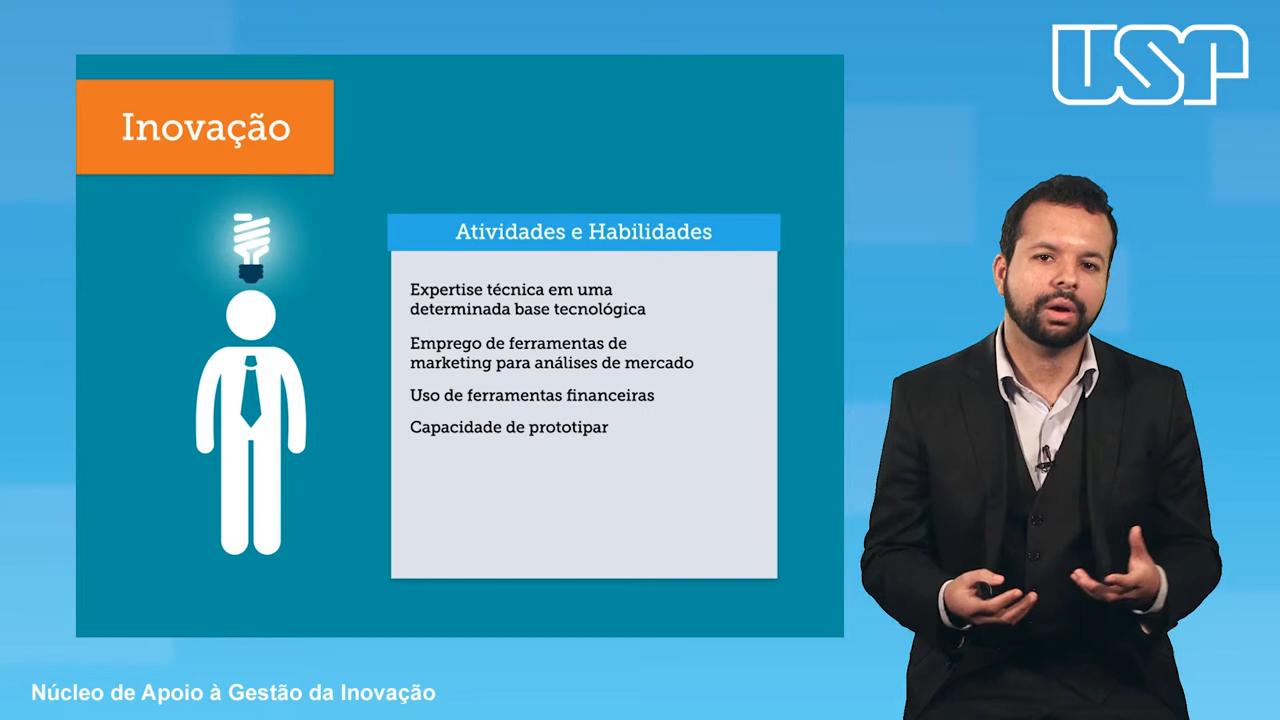 USP
Inovação
Atividades e Habilidades
Expertise técnica em uma
determinada base tecnológica
Emprego de ferramentas de
marketing para análises de mercado
Uso de ferramentas financeiras
Capacidade de prototipar
Núcleo de Apoio à Gestão da Inovação